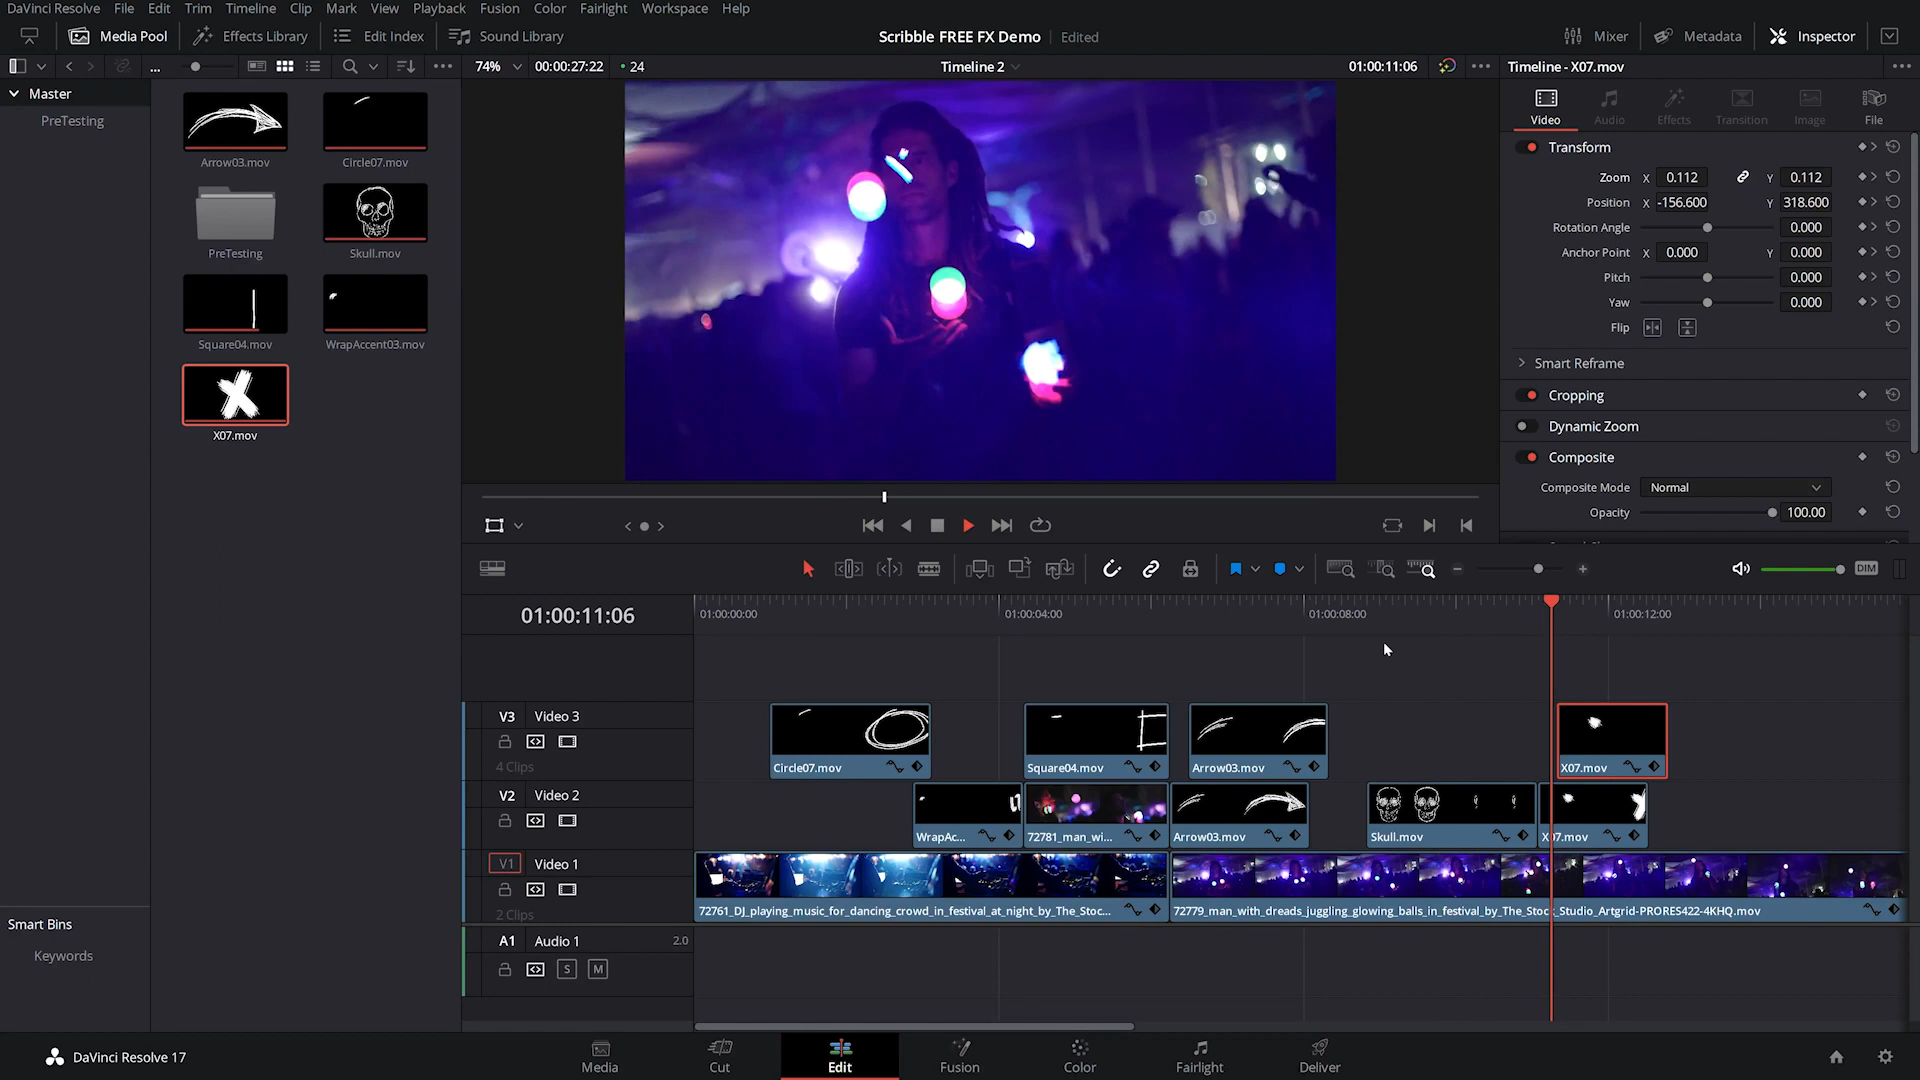 DaVinci Resolve File Edit Trim Timeline Clip Mark View Playback Fusion Color Fairlight Workspace Help
Media Pool Effects Library Edit Index Sound Library Scribble FREE FX Demo Edited Mixer Metadata Inspector
... 74% 00:00:27:22 24 Timeline 2 01:00:11:06 Timeline - X07.mov
Master
PreTesting
Arrow03.mov Circle07.mov
PreTesting Skull.mov
Square04.mov WrapAccent03.mov
X07.mov
Smart Bins
Keywords
Video Audio Effects Transition Image File
Transform
Zoom X 0.112 Y 0.112
Position X -156.600 Y 318.600
Rotation Angle 0.000
Anchor Point X 0.000 Y 0.000
Pitch 0.000
Yaw 0.000
Flip
Smart Reframe
Cropping
Dynamic Zoom
Composite
Composite Mode Normal
Opacity 100.00
DIM
01:00:11:06 01:00:00:00 01:00:04:00 01:00:08:00 01:00:12:00
V3 Video 3
4 Clips
Circle07.mov Square04.mov Arrow03.mov X07.mov
V2 Video 2
WrapAc... 72781_man_wi... Arrow03.mov Skull.mov X07.mov
V1 Video 1
2 Clips
72761_DJ_playing_music_for_dancing_crowd_in_festival_at_night_by_The_Stoc... 72779_man_with_dreads_juggling_glowing_balls_in_festival_by_The_Stock_Studio_Artgrid-PRORES422-4KHQ.mov
A1 Audio 1 2.0
S M
DaVinci Resolve 17 Media Cut Edit Fusion Color Fairlight Deliver